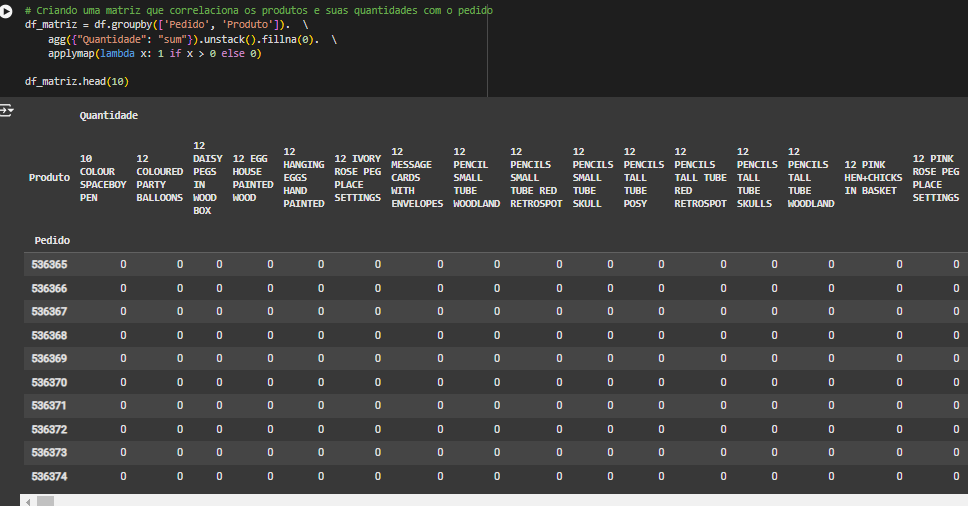 # Criando uma matriz que correlaciona os produtos e suas quantidades com o pedido
df_matriz = df.groupby(['Pedido', 'Produto']). \
agg({"Quantidade": "sum"}).unstack().fillna(0). \
applymap(lambda x: 1 if x > 0 else 0)
df_matriz.head(10)
Quantidade
Produto 10 COLOUR SPACEBOY PEN 12 COLOURED PARTY BALLOONS 12 DAISY PEGS IN WOOD BOX 12 EGG HOUSE PAINTED WOOD 12 HANGING EGGS HAND PAINTED 12 IVORY ROSE PEG PLACE SETTINGS 12 MESSAGE CARDS WITH ENVELOPES 12 PENCIL SMALL TUBE WOODLAND 12 PENCILS SMALL TUBE RED RETROSPOT 12 PENCILS SMALL TUBE SKULL 12 PENCILS TALL TUBE POSY 12 PENCILS TALL TUBE RED RETROSPOT 12 PENCILS TALL TUBE SKULLS 12 PENCILS TALL TUBE WOODLAND 12 PINK HEN+CHICKS IN BASKET 12 PINK ROSE PEG PLACE SETTINGS
Pedido
536365 0 0 0 0 0 0 0 0 0 0 0 0 0 0 0 0
536366 0 0 0 0 0 0 0 0 0 0 0 0 0 0 0 0
536367 0 0 0 0 0 0 0 0 0 0 0 0 0 0 0 0
536368 0 0 0 0 0 0 0 0 0 0 0 0 0 0 0 0
536369 0 0 0 0 0 0 0 0 0 0 0 0 0 0 0 0
536370 0 0 0 0 0 0 0 0 0 0 0 0 0 0 0 0
536371 0 0 0 0 0 0 0 0 0 0 0 0 0 0 0 0
536372 0 0 0 0 0 0 0 0 0 0 0 0 0 0 0 0
536373 0 0 0 0 0 0 0 0 0 0 0 0 0 0 0 0
536374 0 0 0 0 0 0 0 0 0 0 0 0 0 0 0 0